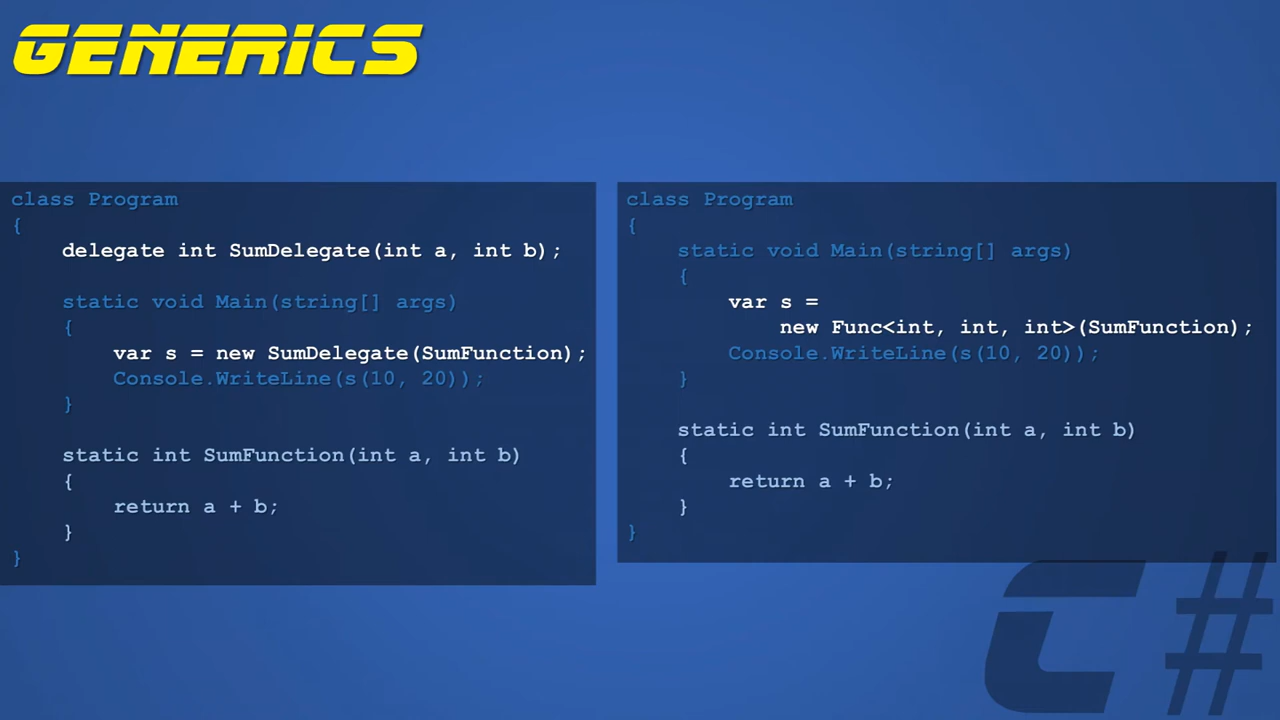 GENERICS
class Program
{
    delegate int SumDelegate(int a, int b);
    static void Main(string[] args)
    {
        var s = new SumDelegate(SumFunction);
        Console.WriteLine(s(10, 20));
    }
    static int SumFunction(int a, int b)
    {
        return a + b;
    }
}
class Program
{
    static void Main(string[] args)
    {
        var s =
            new Func<int, int, int>(SumFunction);
        Console.WriteLine(s(10, 20));
    }
    static int SumFunction(int a, int b)
    {
        return a + b;
    }
}
C#